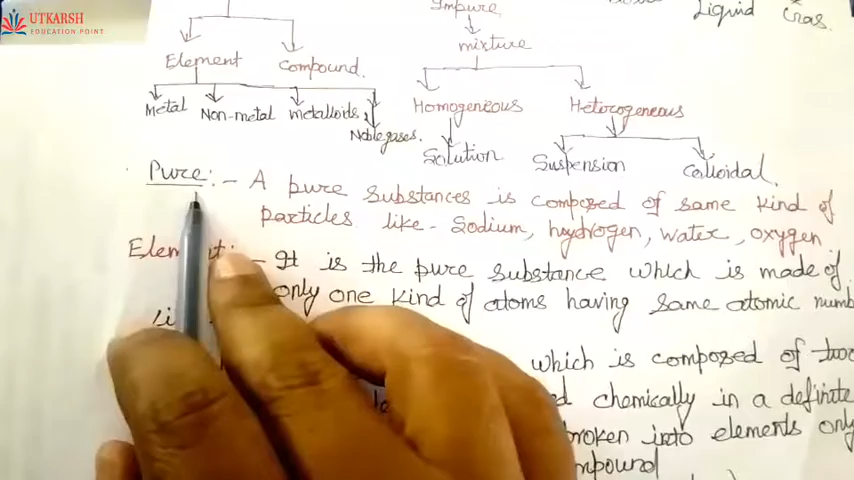 UTKARSH
EDUCATION POINT
Impure
Liquid Gas.
Element Compound.
mixture
Metal Non-metal metalloids Noble gases.
Homogeneous Heterogeneous
Solution Suspension Colloidal
Pure:- A pure substances is composed of same kind of
particles like - Sodium, hydrogen, water, oxygen
Element:- It is the pure substance which is made of
only one kind of atoms having same atomic numb
Li
which is composed of two
chemically in a definite
broken into elements only